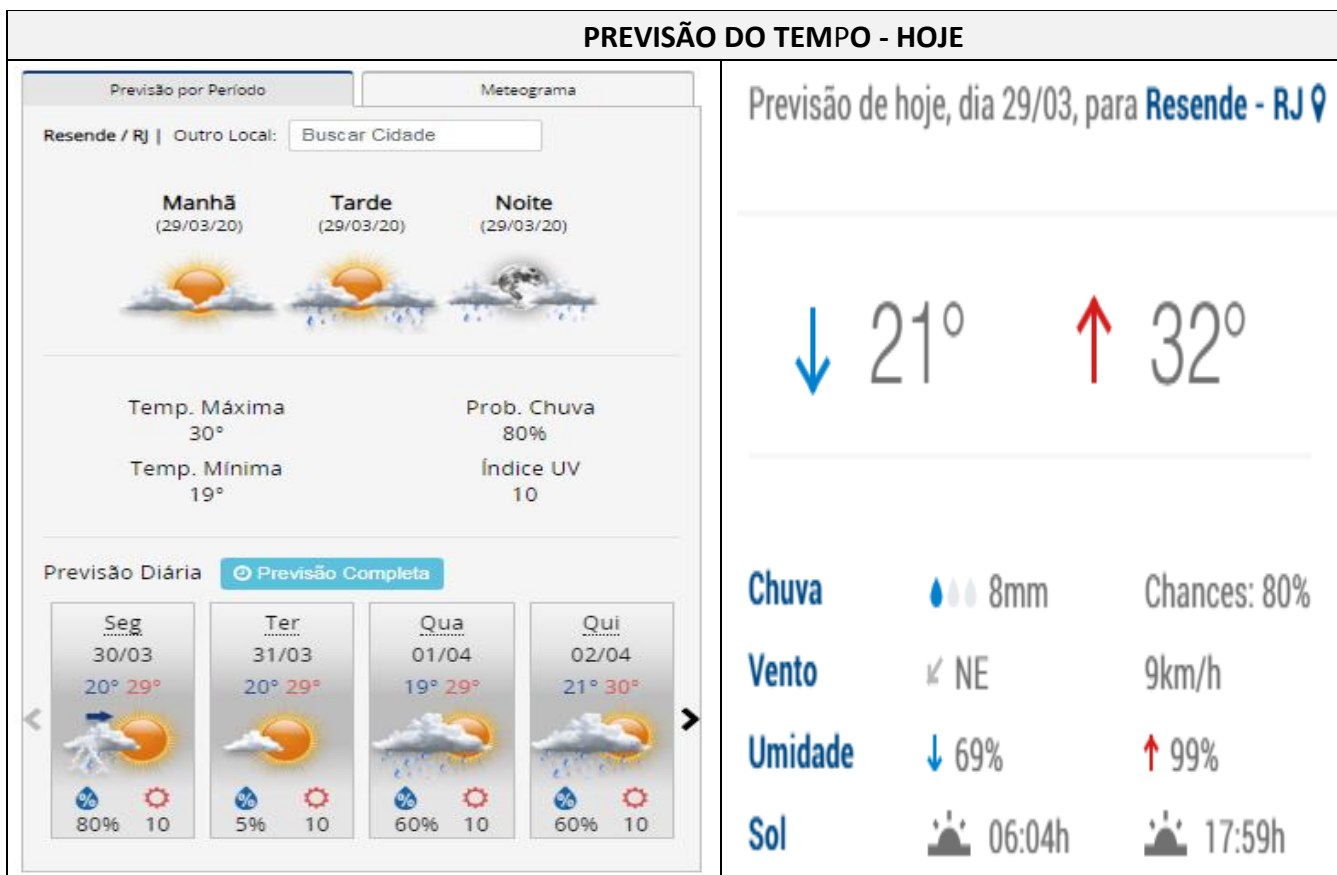 PREVISÃO DO TEMPO - HOJE
Previsão por Período
Meteograma
Resende / RJ | Outro Local: Buscar Cidade
Manhã Tarde Noite
(29/03/20) (29/03/20) (29/03/20)
Temp. Máxima Prob. Chuva
30° 80%
Temp. Mínima Índice UV
19° 10
Previsão Diária Previsão Completa
Seg Ter Qua Qui
30/03 31/03 01/04 02/04
20° 29° 20° 29° 19° 29° 21° 30°
% % % %
80% 10 5% 10 60% 10 60% 10
Previsão de hoje, dia 29/03, para Resende - RJ
21° 32°
Chuva 8mm Chances: 80%
Vento NE 9km/h
Umidade 69% 99%
Sol 06:04h 17:59h